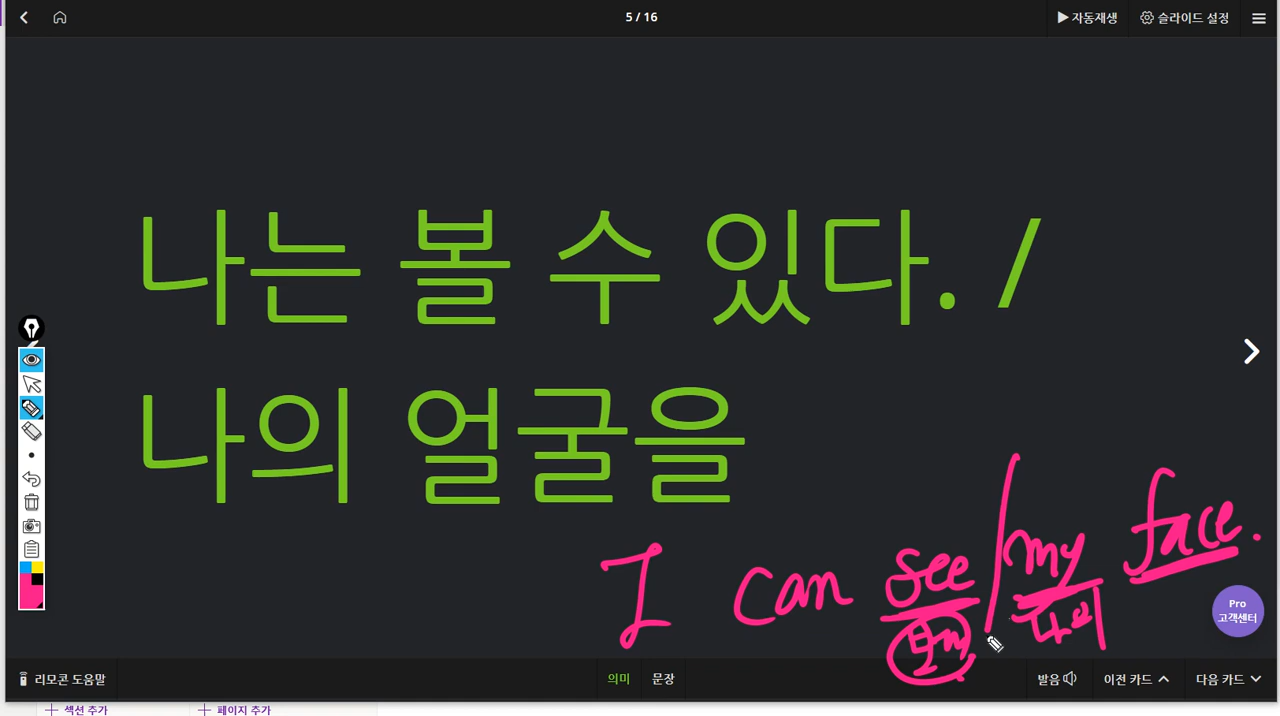 5 / 16
자동재생
슬라이드 설정
나는 볼 수 있다. /
나의 얼굴을
I can see / my face.
Pro
고객센터
리모콘 도움말
의미
문장
발음
이전 카드
다음 카드
섹션 추가
페이지 추가